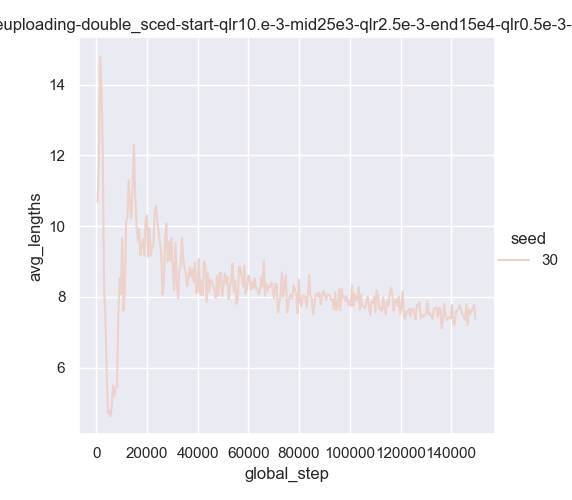 euploading-double_sced-start-qlr10.e-3-mid25e3-qlr2.5e-3-end15e4-qlr0.5e-3-
14
12
10
8
6
avg_lengths
seed
30
0 20000 40000 60000 80000 100000 120000 140000
global_step